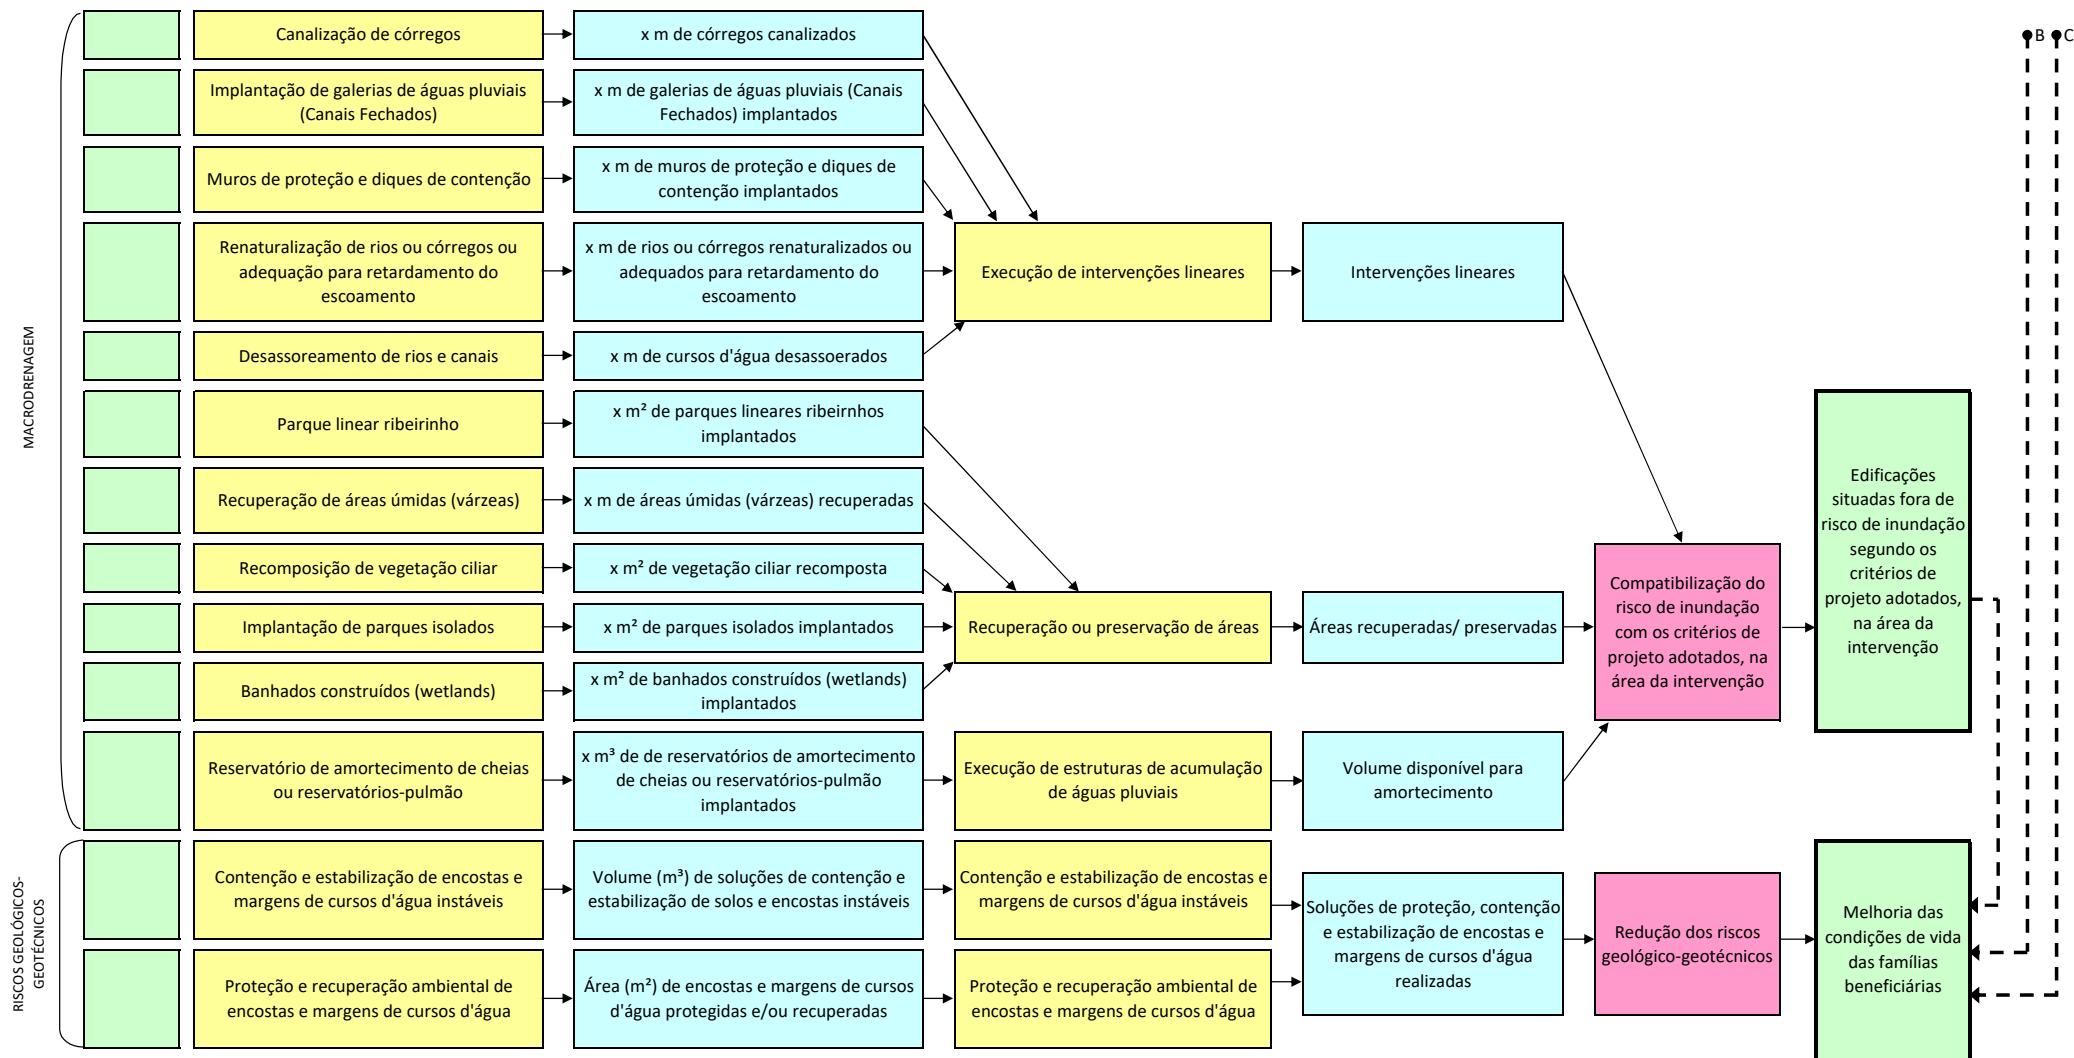 MACRODRENAGEM
Canalização de córregos
x m de córregos canalizados
B
C
Implantação de galerias de águas pluviais
(Canais Fechados)
x m de galerias de águas pluviais (Canais
Fechados) implantados
Muros de proteção e diques de contenção
x m de muros de proteção e diques de
contenção implantados
Renaturalização de rios ou córregos ou
adequação para retardamento do
escoamento
x m de rios ou córregos renaturalizados ou
adequados para retardamento do
escoamento
Execução de intervenções lineares
Intervenções lineares
Desassoreamento de rios e canais
x m de cursos d'água desassoerados
Parque linear ribeirinho
x m² de parques lineares ribeirnhos
implantados
Recuperação de áreas úmidas (várzeas)
x m de áreas úmidas (várzeas) recuperadas
Recomposição de vegetação ciliar
x m² de vegetação ciliar recomposta
Implantação de parques isolados
x m² de parques isolados implantados
Recuperação ou preservação de áreas
Áreas recuperadas/ preservadas
Compatibilização do
risco de inundação
com os critérios de
projeto adotados, na
área da intervenção
Edificações
situadas fora de
risco de inundação
segundo os
critérios de
projeto adotados,
na área da
intervenção
Banhados construídos (wetlands)
x m² de banhados construídos (wetlands)
implantados
Reservatório de amortecimento de cheias
ou reservatórios-pulmão
x m³ de de reservatórios de amortecimento
de cheias ou reservatórios-pulmão
implantados
Execução de estruturas de acumulação
de águas pluviais
Volume disponível para
amortecimento
RISCOS GEOLÓGICOS-
GEOTÉCNICOS
Contenção e estabilização de encostas e
margens de cursos d'água instáveis
Volume (m³) de soluções de contenção e
estabilização de solos e encostas instáveis
Contenção e estabilização de encostas e
margens de cursos d'água instáveis
Soluções de proteção, contenção
e estabilização de encostas e
margens de cursos d'água
realizadas
Redução dos riscos
geológico-geotécnicos
Melhoria das
condições de vida
das famílias
beneficiárias
Proteção e recuperação ambiental de
encostas e margens de cursos d'água
Área (m²) de encostas e margens de cursos
d'água protegidas e/ou recuperadas
Proteção e recuperação ambiental de
encostas e margens de cursos d'água